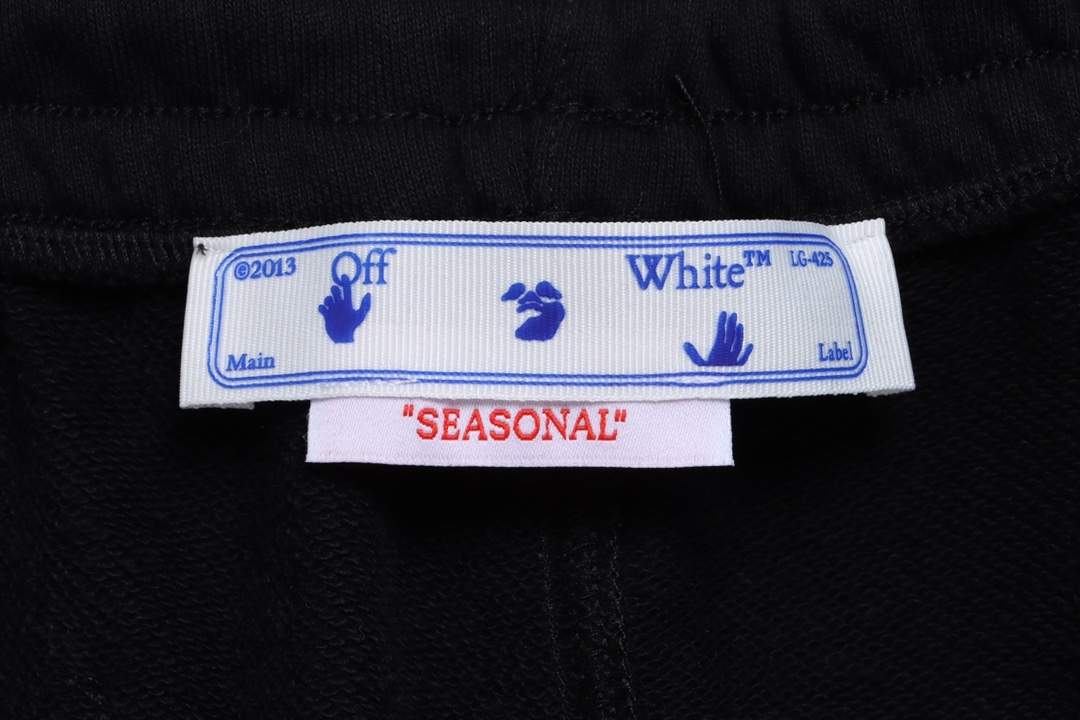 ©2013 Off White™ LG-425
Main Label
"SEASONAL"